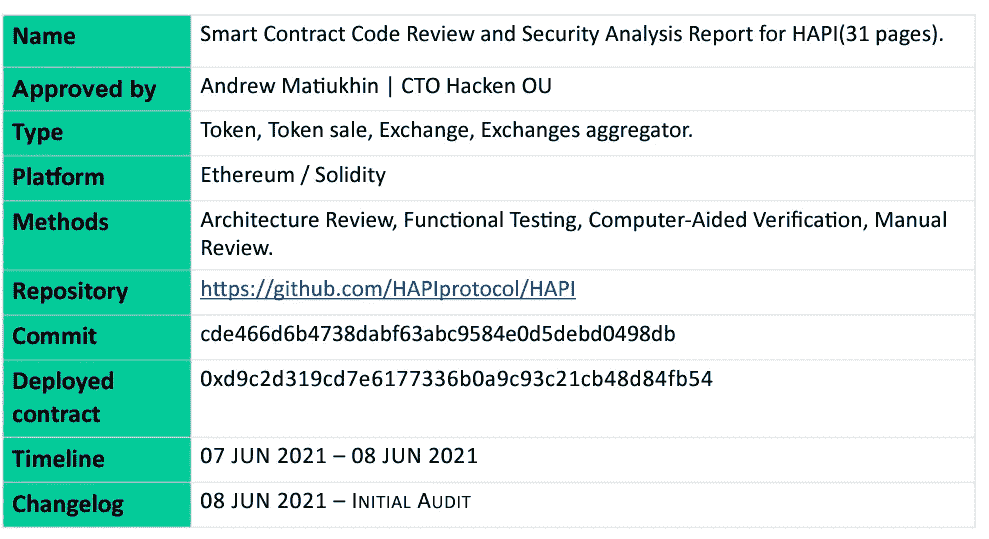 Name Smart Contract Code Review and Security Analysis Report for HAPI(31 pages).
Approved by Andrew Matiukhin | CTO Hacken OU
Type Token, Token sale, Exchange, Exchanges aggregator.
Platform Ethereum / Solidity
Methods Architecture Review, Functional Testing, Computer-Aided Verification, Manual
Review.
Repository https://github.com/HAPIprotocol/HAPI
Commit cde466d6b4738dabf63abc9584e0d5debd0498db
Deployed 0xd9c2d319cd7e6177336b0a9c93c21cb48d84fb54
contract
Timeline 07 JUN 2021 – 08 JUN 2021
Changelog 08 JUN 2021 – INITIAL AUDIT